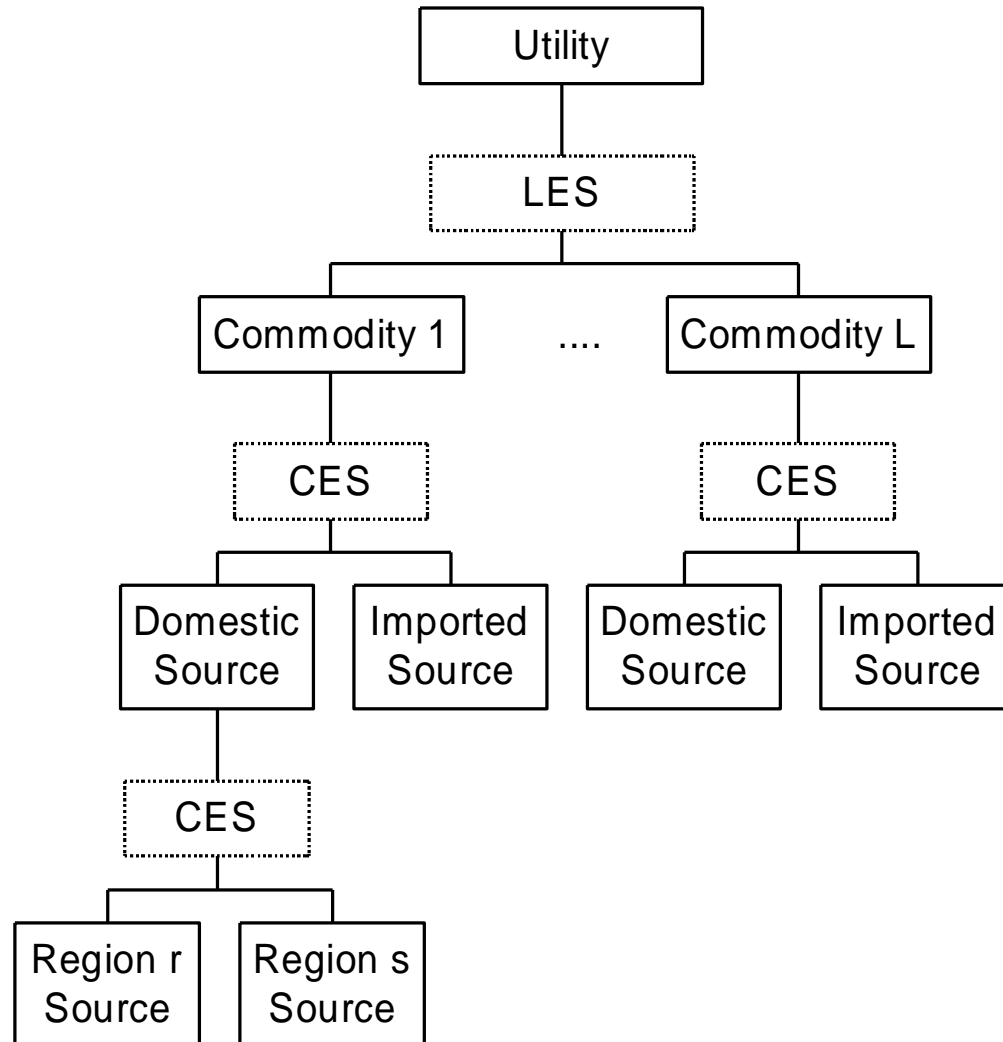 Utility
LES
Commodity 1
....
Commodity L
CES
CES
Domestic
Source
Imported
Source
Domestic
Source
Imported
Source
CES
Region r
Source
Region s
Source